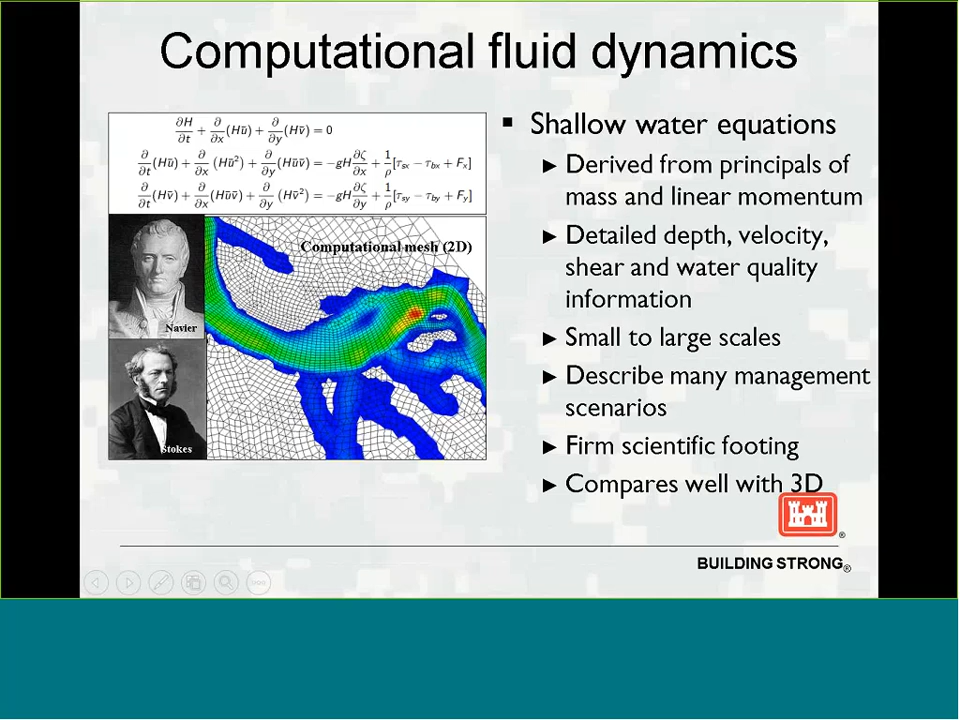 Computational fluid dynamics
∂H/∂t + ∂/∂x (Hū) + ∂/∂y (Hv̄) = 0
∂/∂t (Hū) + ∂/∂x (Hū²) + ∂/∂y (Hūv̄) = −gH ∂ζ/∂x + 1/ρ [τsx − τbx + Fx]
∂/∂t (Hv̄) + ∂/∂x (Hūv̄) + ∂/∂y (Hv̄²) = −gH ∂ζ/∂y + 1/ρ [τsy − τby + Fy]
Computational mesh (2D)
Navier
Stokes
▪ Shallow water equations
► Derived from principals of
mass and linear momentum
► Detailed depth, velocity,
shear and water quality
information
► Small to large scales
► Describe many management
scenarios
► Firm scientific footing
► Compares well with 3D
®
BUILDING STRONG®